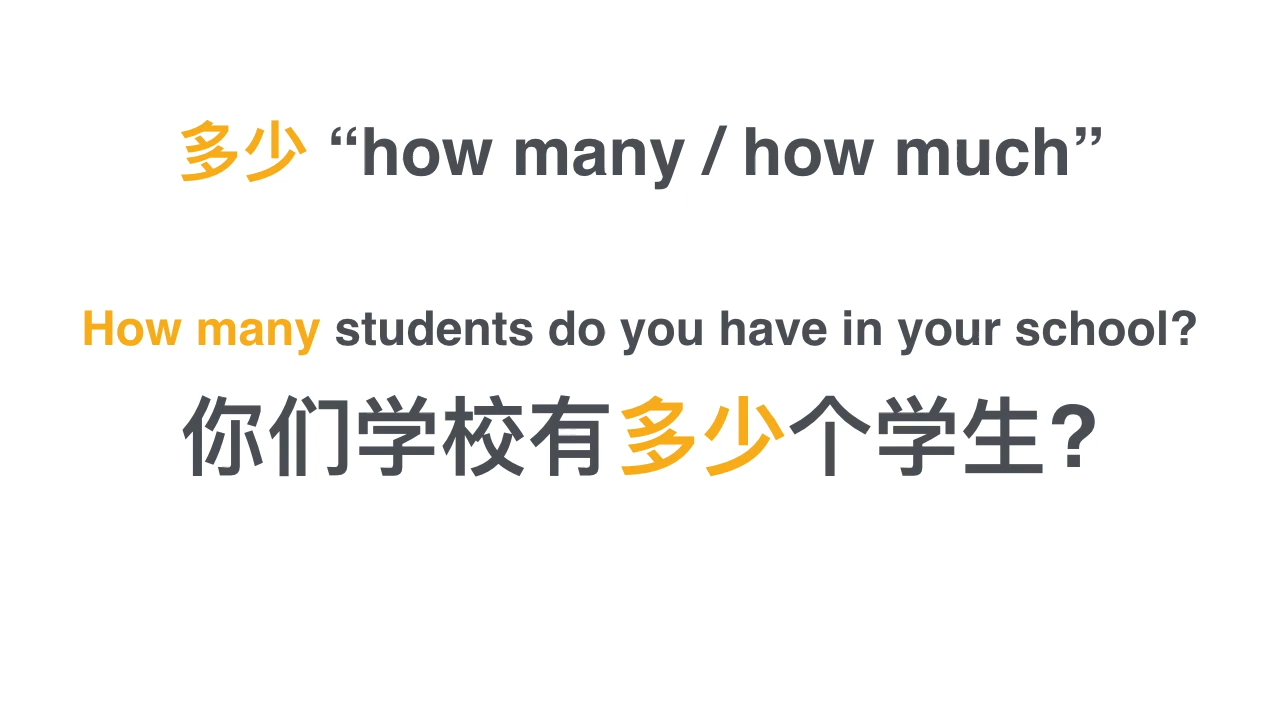 多少 “how many / how much”
How many students do you have in your school?
你们学校有多少个学生?